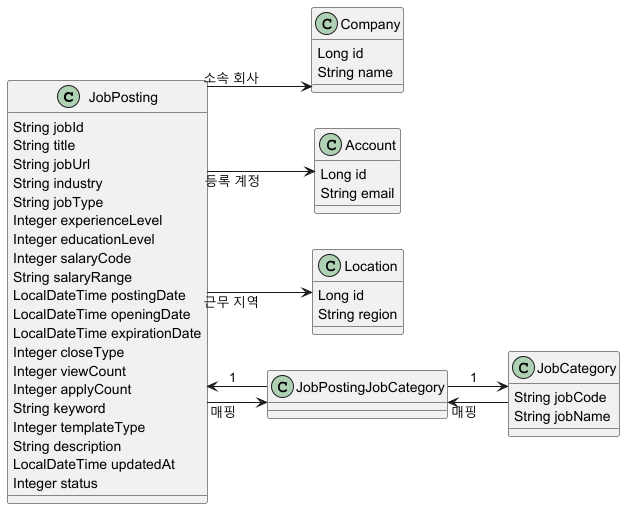 C JobPosting
String jobId
String title
String jobUrl
String industry
String jobType
Integer experienceLevel
Integer educationLevel
Integer salaryCode
String salaryRange
LocalDateTime postingDate
LocalDateTime openingDate
LocalDateTime expirationDate
Integer closeType
Integer viewCount
Integer applyCount
String keyword
Integer templateType
String description
LocalDateTime updatedAt
Integer status
소속 회사
C Company
Long id
String name
등록 계정
C Account
Long id
String email
근무 지역
C Location
Long id
String region
1
매핑
C JobPostingJobCategory
1
매핑
C JobCategory
String jobCode
String jobName